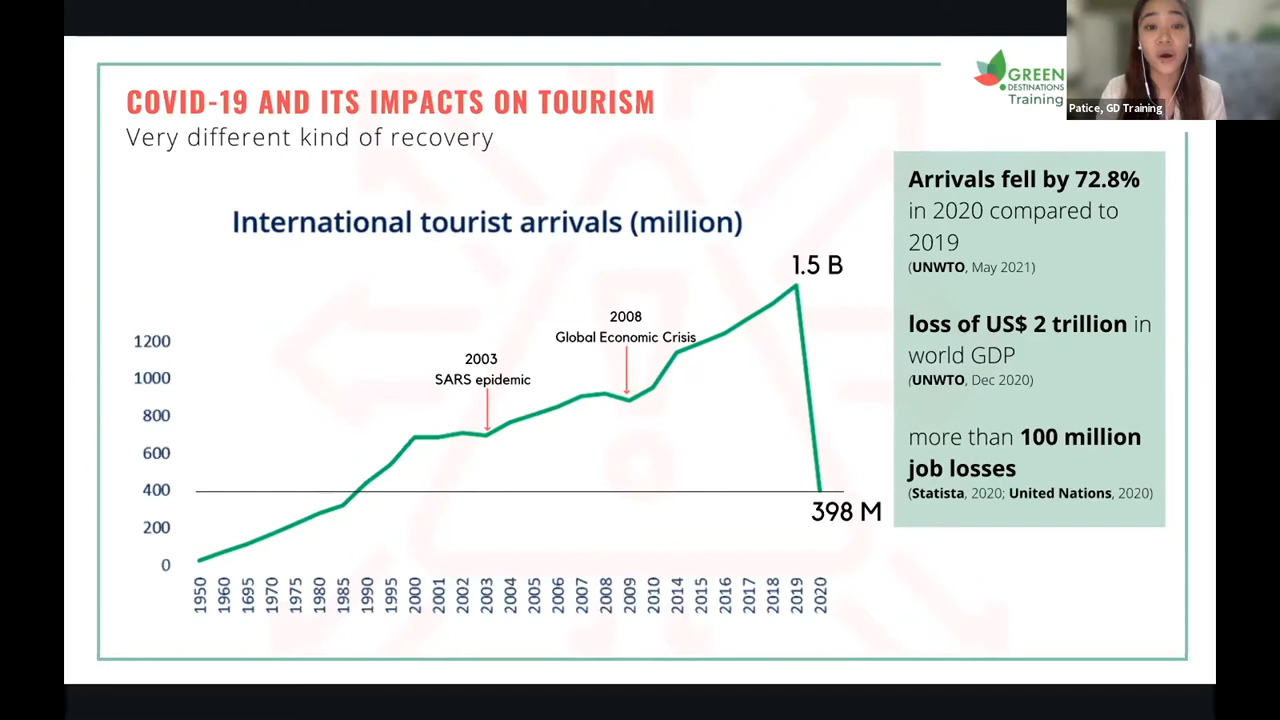 COVID-19 AND ITS IMPACTS ON TOURISM
Very different kind of recovery
GREEN
DESTINATIONS
Training
Patice, GD Training
International tourist arrivals (million)
1.5 B
2008
Global Economic Crisis
2003
SARS epidemic
1200
1000
800
600
400
200
0
398 M
1950
1960
1695
1970
1975
1980
1985
1990
1995
2000
2001
2002
2003
2004
2005
2006
2007
2008
2009
2010
2014
2015
2016
2017
2018
2019
2020
Arrivals fell by 72.8%
in 2020 compared to
2019
(UNWTO, May 2021)
loss of US$ 2 trillion in
world GDP
(UNWTO, Dec 2020)
more than 100 million
job losses
(Statista, 2020; United Nations, 2020)